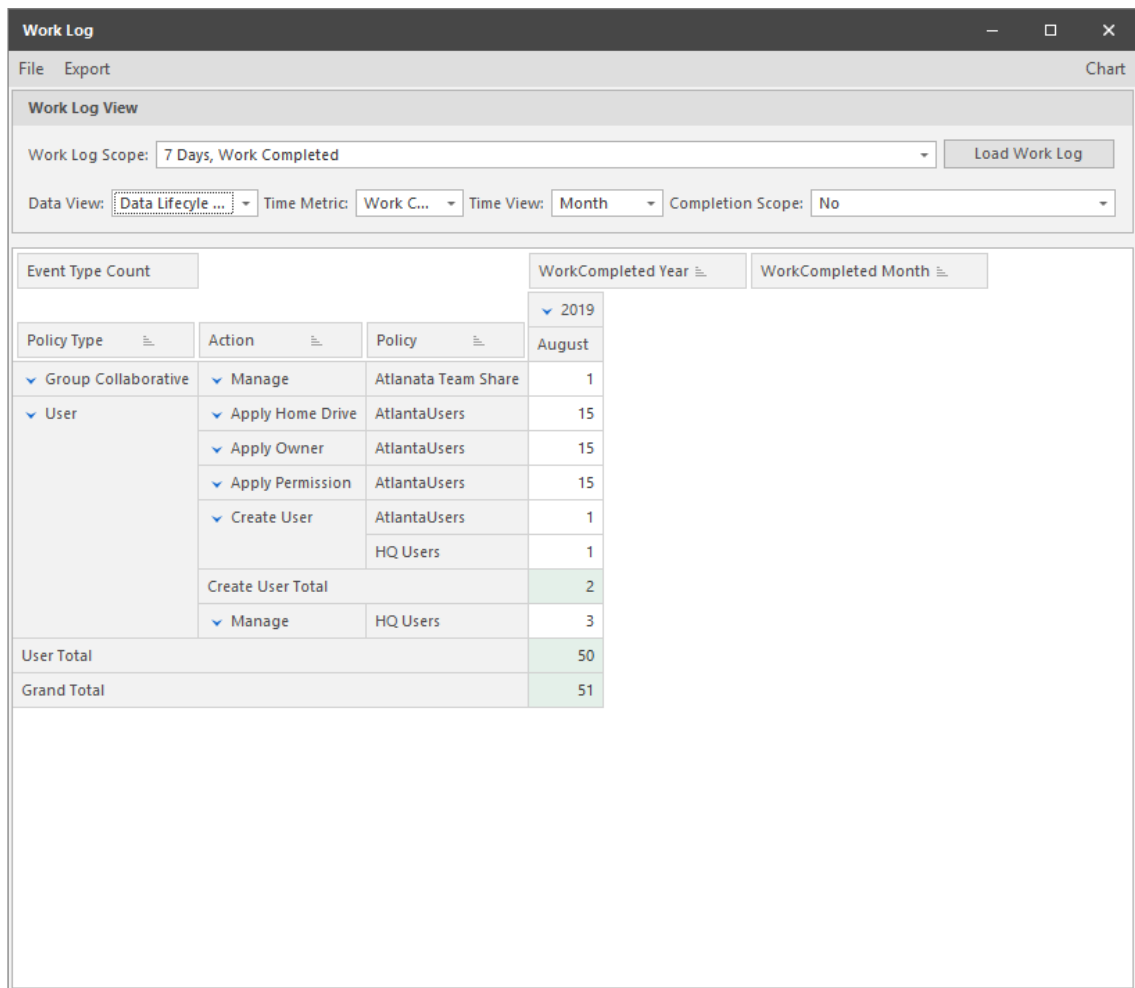 Work Log
File Export Chart
Work Log View
Work Log Scope: 7 Days, Work Completed Load Work Log
Data View: Data Lifecyle ... Time Metric: Work C... Time View: Month Completion Scope: No
Event Type Count WorkCompleted Year WorkCompleted Month
2019
Policy Type Action Policy August
Group Collaborative Manage Atlanata Team Share 1
User Apply Home Drive AtlantaUsers 15
Apply Owner AtlantaUsers 15
Apply Permission AtlantaUsers 15
Create User AtlantaUsers 1
HQ Users 1
Create User Total 2
Manage HQ Users 3
User Total 50
Grand Total 51